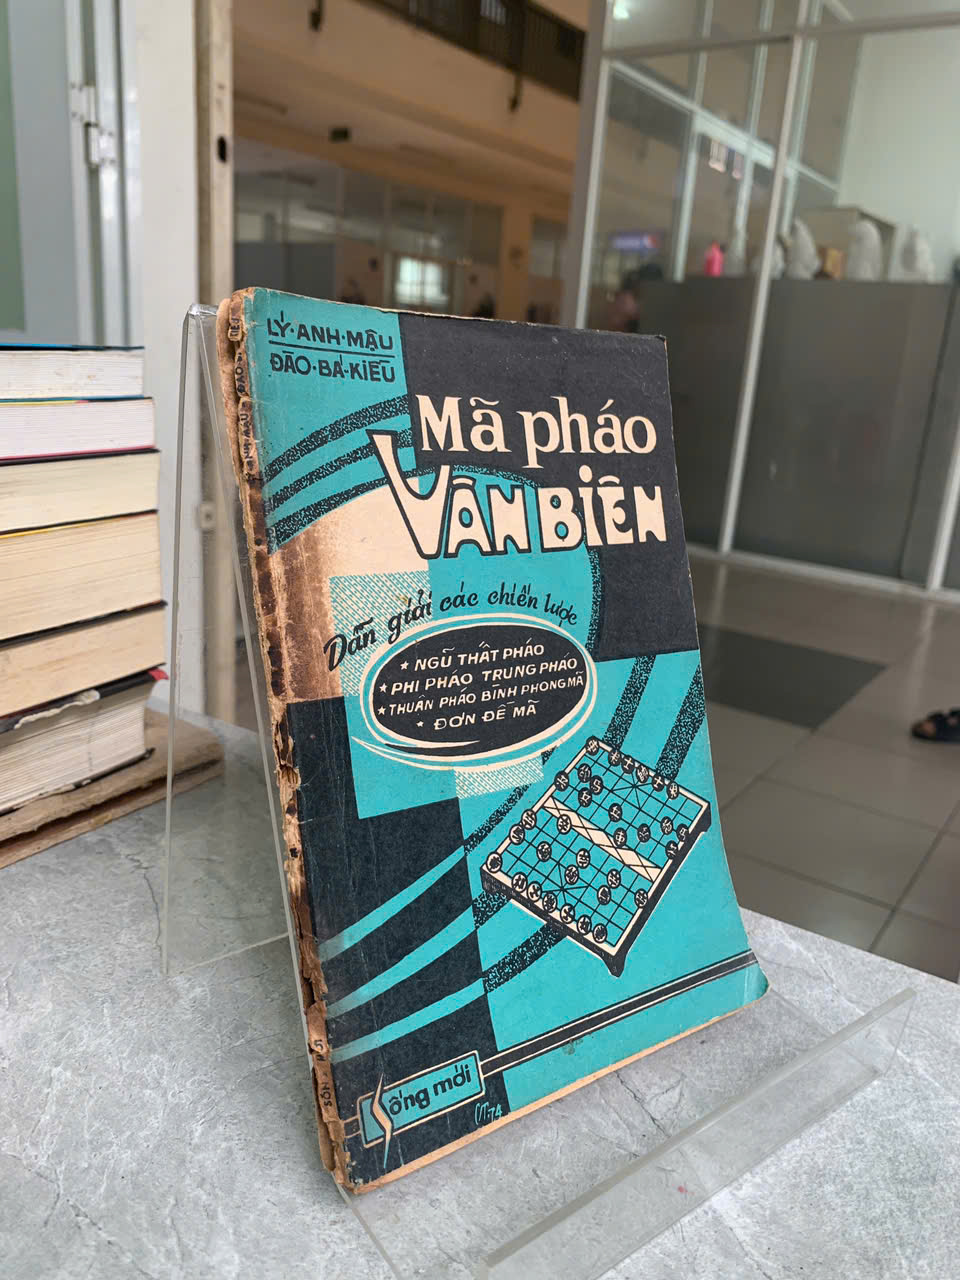 LÝ·ANH·MẬU
ĐÀO·BÁ·KIỀU
Mã pháo
VÂN BIÊN
Dẫn giải các chiến lược
★ NGŨ THẤT PHÁO
★ PHI PHÁO TRUNG PHÁO
★ THUẬN PHÁO BÌNH PHONG MÃ
★ ĐƠN ĐỀ MÃ
Sống mới